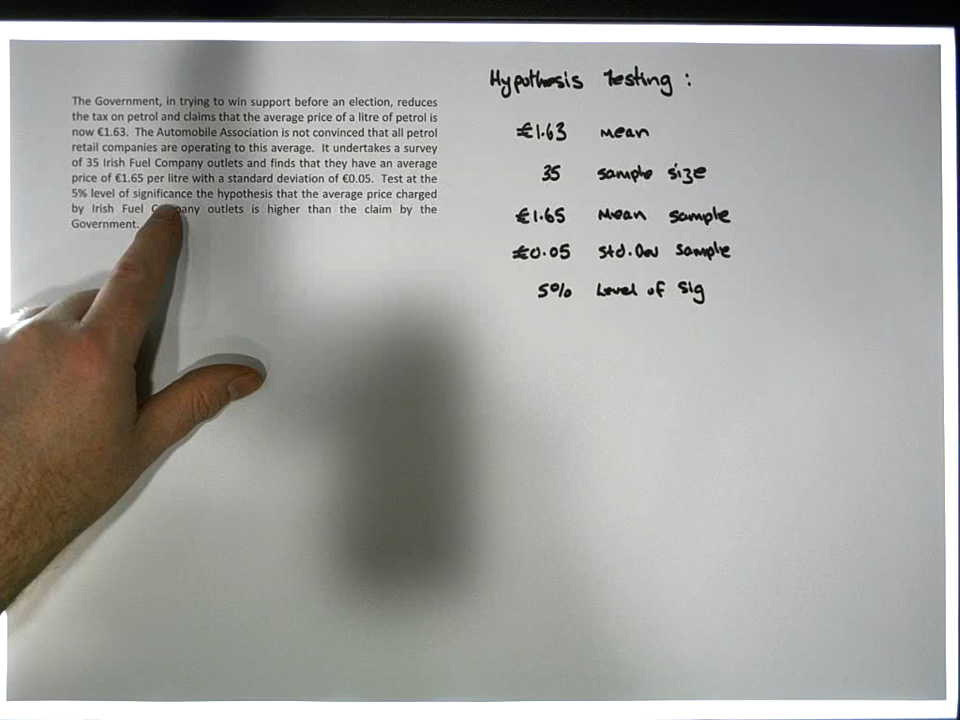 The Government, in trying to win support before an election, reduces
the tax on petrol and claims that the average price of a litre of petrol is
now €1.63. The Automobile Association is not convinced that all petrol
retail companies are operating to this average. It undertakes a survey
of 35 Irish Fuel Company outlets and finds that they have an average
price of €1.65 per litre with a standard deviation of €0.05. Test at the
5% level of significance the hypothesis that the average price charged
by Irish Fuel outlets is higher than the claim by the
Government.
Hypothesis Testing :
€1.63 Mean
35 Sample size
€1.65 Mean sample
€0.05 Std. Dev Sample
5% Level of Sig